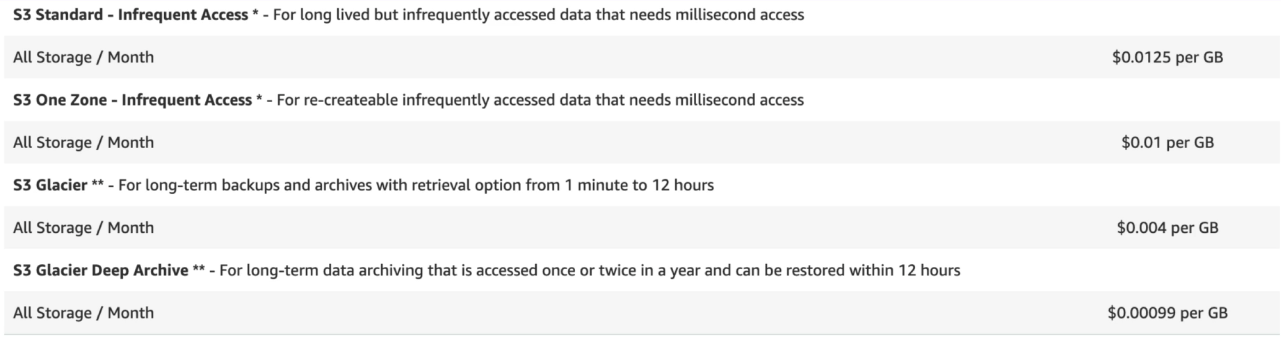 S3 Standard - Infrequent Access * - For long lived but infrequently accessed data that needs millisecond access
All Storage / Month $0.0125 per GB
S3 One Zone - Infrequent Access * - For re-createable infrequently accessed data that needs millisecond access
All Storage / Month $0.01 per GB
S3 Glacier ** - For long-term backups and archives with retrieval option from 1 minute to 12 hours
All Storage / Month $0.004 per GB
S3 Glacier Deep Archive ** - For long-term data archiving that is accessed once or twice in a year and can be restored within 12 hours
All Storage / Month $0.00099 per GB